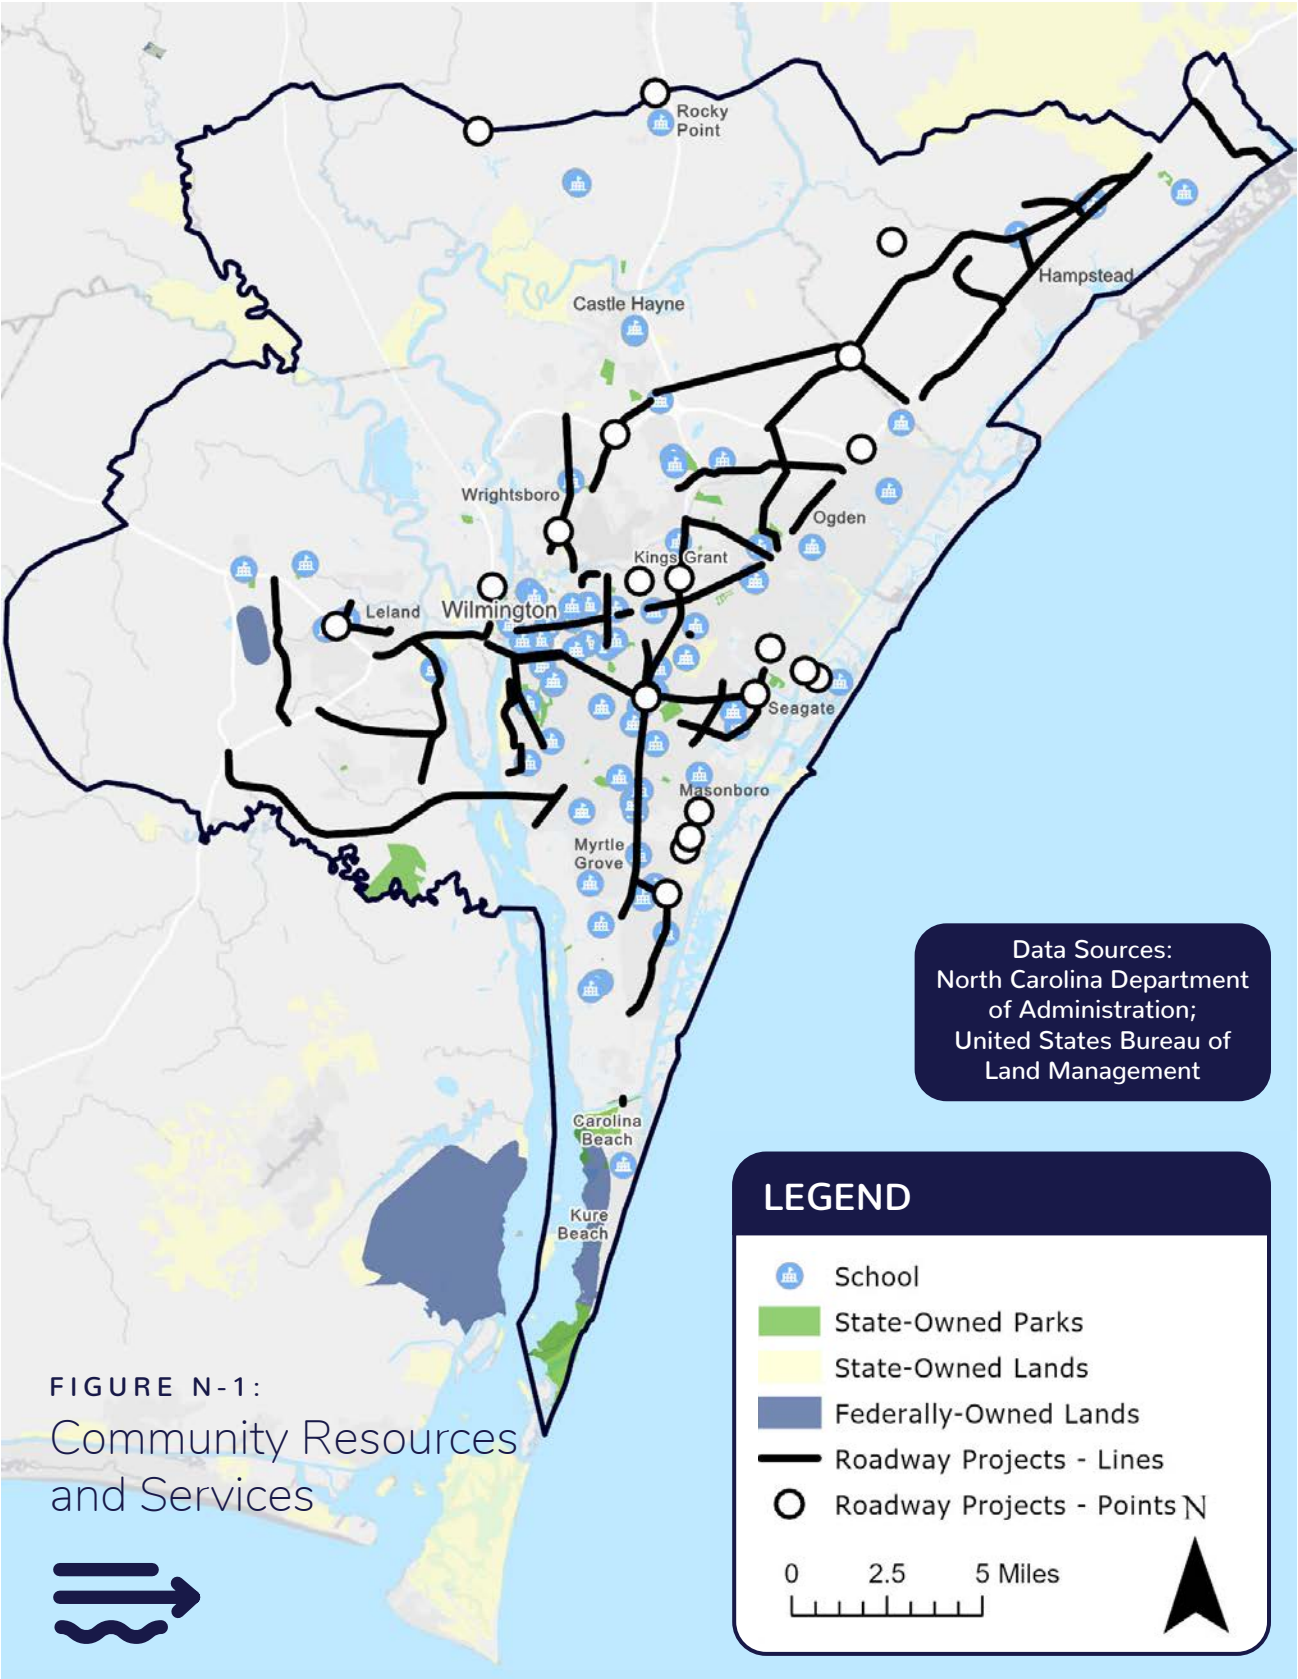 Rocky
Point
Castle Hayne
Hampstead
Wrightsboro
Ogden
Kings Grant
Leland
Wilmington
Seagate
Masonboro
Myrtle
Grove
Data Sources:
North Carolina Department
of Administration;
United States Bureau of
Land Management
Carolina
Beach
Kure
Beach
LEGEND
School
State-Owned Parks
State-Owned Lands
Federally-Owned Lands
Roadway Projects - Lines
Roadway Projects - Points
N
0 2.5 5 Miles
FIGURE N-1:
Community Resources
and Services